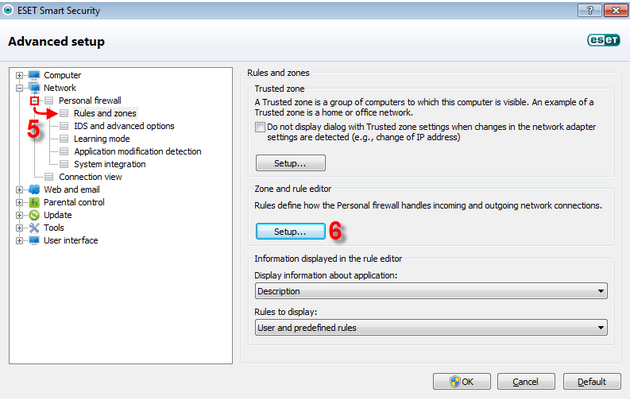 ESET Smart Security
Advanced setup
eset
Computer
Network
Personal firewall
Rules and zones
5
IDS and advanced options
Learning mode
Application modification detection
System integration
Connection view
Web and email
Parental control
Update
Tools
User interface
Rules and zones
Trusted zone
A Trusted zone is a group of computers to which this computer is visible. An example of a
Trusted zone is a home or office network.
Do not display dialog with Trusted zone settings when changes in the network adapter
settings are detected (e.g., change of IP address)
Setup...
Zone and rule editor
Rules define how the Personal firewall handles incoming and outgoing network connections.
Setup... 6
Information displayed in the rule editor
Display information about application:
Description
Rules to display:
User and predefined rules
OK Cancel Default